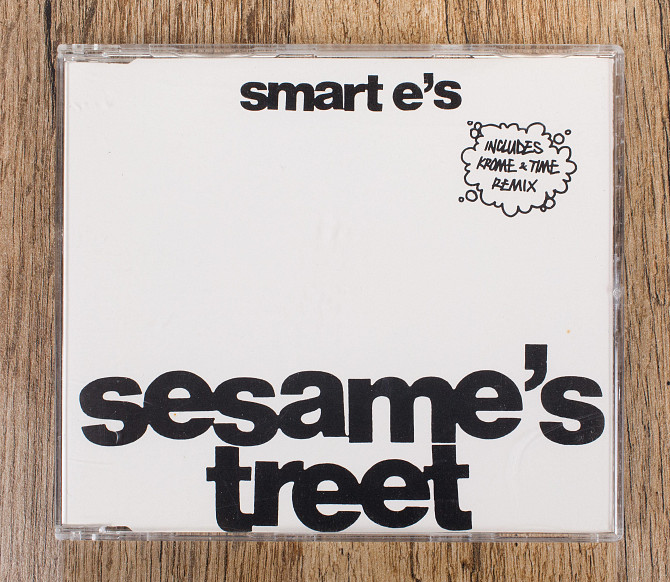 smart e's
INCLUDES
KROME & TIME
REMIX
sesame's
treet